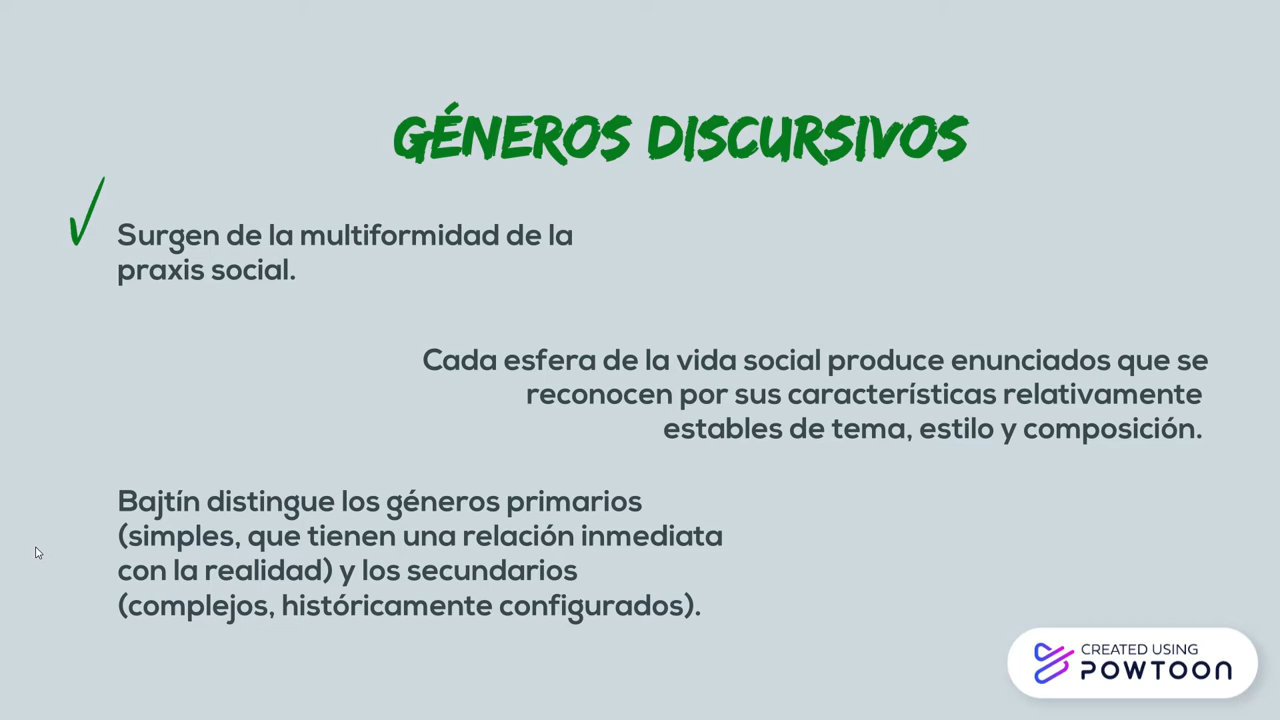 GÉNEROS DISCURSIVOS
Surgen de la multiformidad de la
praxis social.
Cada esfera de la vida social produce enunciados que se
reconocen por sus características relativamente
estables de tema, estilo y composición.
Bajtín distingue los géneros primarios
(simples, que tienen una relación inmediata
con la realidad) y los secundarios
(complejos, históricamente configurados).
CREATED USING
POWTOON